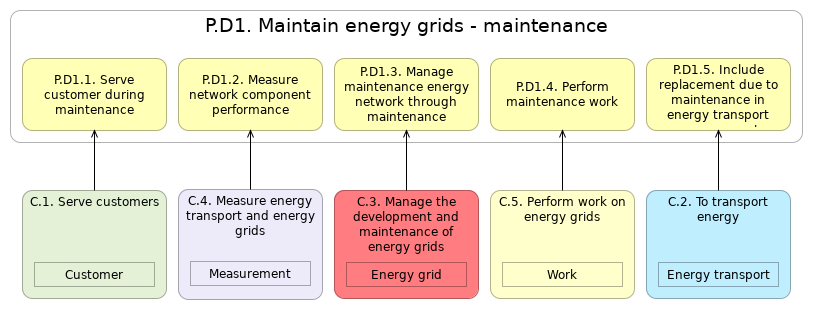 P.D1. Maintain energy grids - maintenance
P.D1.1. Serve
customer during
maintenance
P.D1.2. Measure
network component
performance
P.D1.3. Manage
maintenance energy
network through
maintenance
P.D1.4. Perform
maintenance work
P.D1.5. Include
replacement due to
maintenance in
energy transport
C.1. Serve customers
Customer
C.4. Measure energy
transport and energy
grids
Measurement
C.3. Manage the
development and
maintenance of
energy grids
Energy grid
C.5. Perform work on
energy grids
Work
C.2. To transport
energy
Energy transport